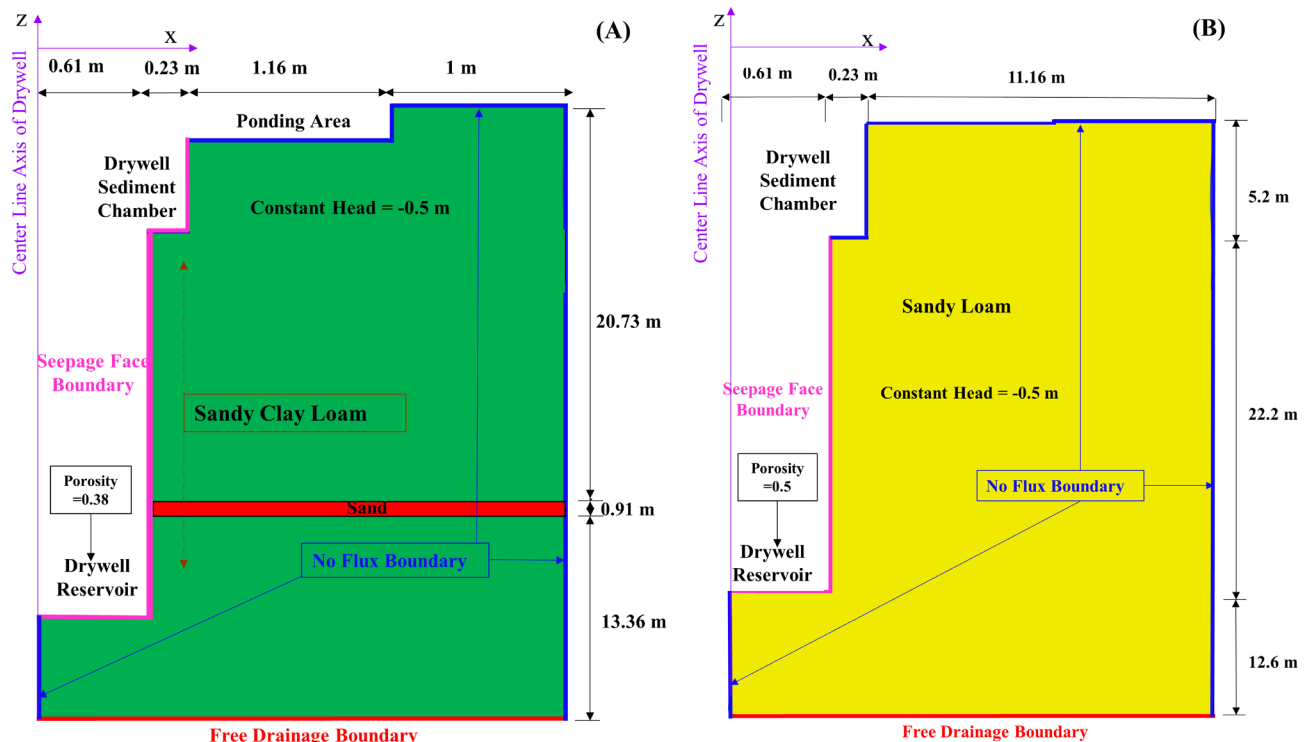 Z
(A)
X
0.61 m
0.23 m
1.16 m
1 m
Center Line Axis of Drywell
Ponding Area
Drywell
Sediment
Chamber
Constant Head = -0.5 m
20.73 m
Seepage Face
Boundary
Sandy Clay Loam
Porosity
=0.38
Sand
0.91 m
Drywell
Reservoir
No Flux Boundary
13.36 m
Free Drainage Boundary
Z
(B)
X
0.61 m
0.23 m
11.16 m
Center Line Axis of Drywell
Drywell
Sediment
Chamber
5.2 m
Sandy Loam
Seepage Face
Boundary
Constant Head = -0.5 m
22.2 m
Porosity
=0.5
No Flux Boundary
Drywell
Reservoir
12.6 m
Free Drainage Boundary